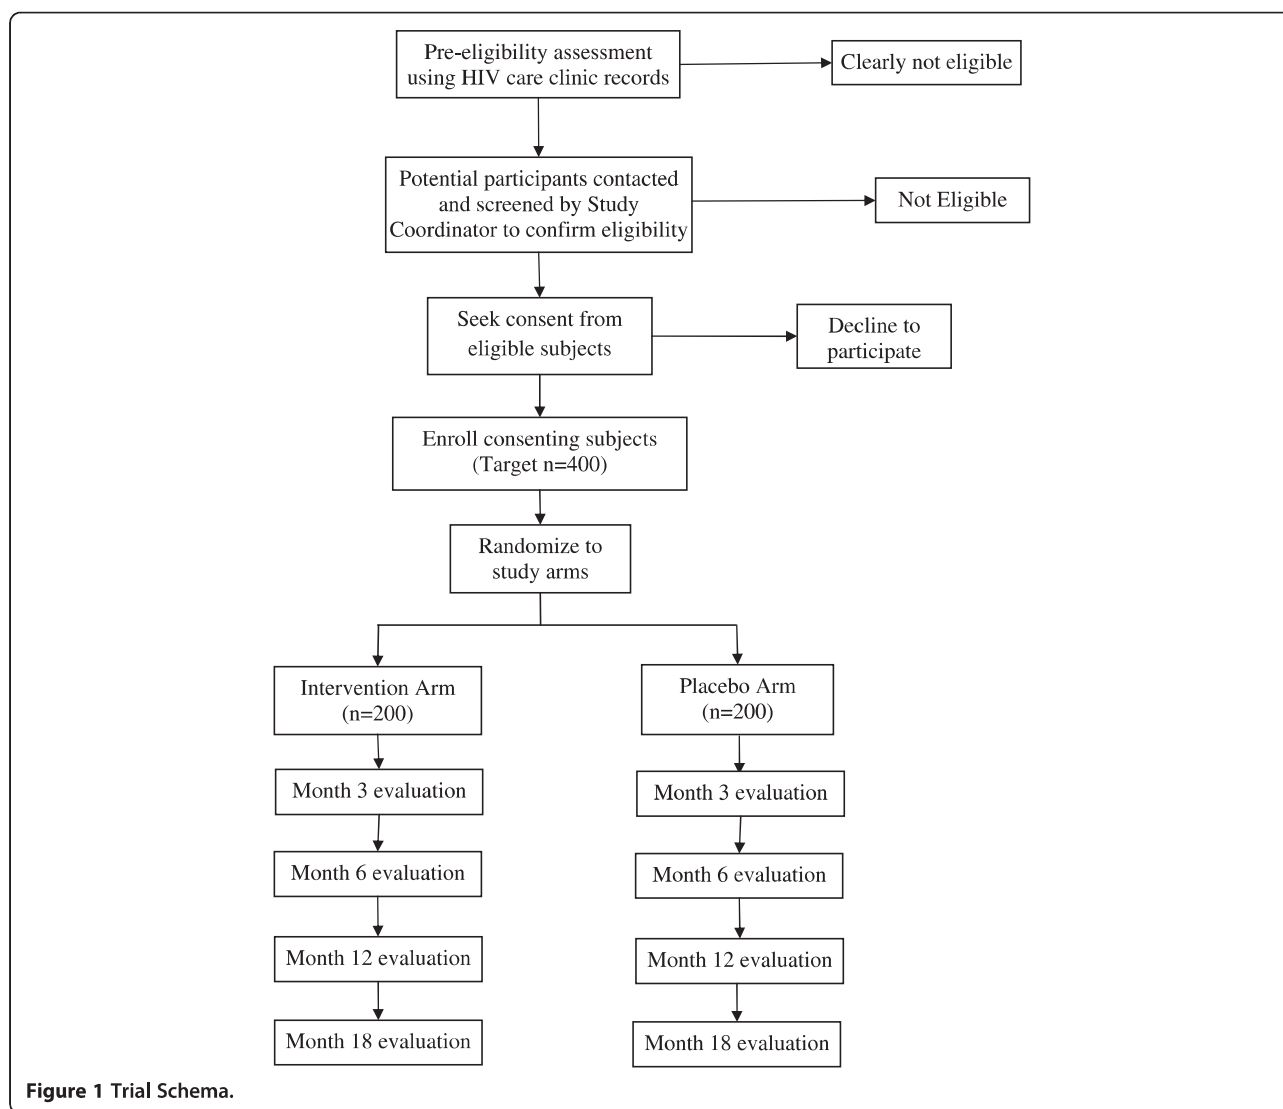 Pre-eligibility assessment
using HIV care clinic records
Clearly not eligible
Potential participants contacted
and screened by Study
Coordinator to confirm eligibility
Not Eligible
Seek consent from
eligible subjects
Decline to
participate
Enroll consenting subjects
(Target n=400)
Randomize to
study arms
Intervention Arm
(n=200)
Placebo Arm
(n=200)
Month 3 evaluation
Month 3 evaluation
Month 6 evaluation
Month 6 evaluation
Month 12 evaluation
Month 12 evaluation
Month 18 evaluation
Month 18 evaluation
Figure 1 Trial Schema.